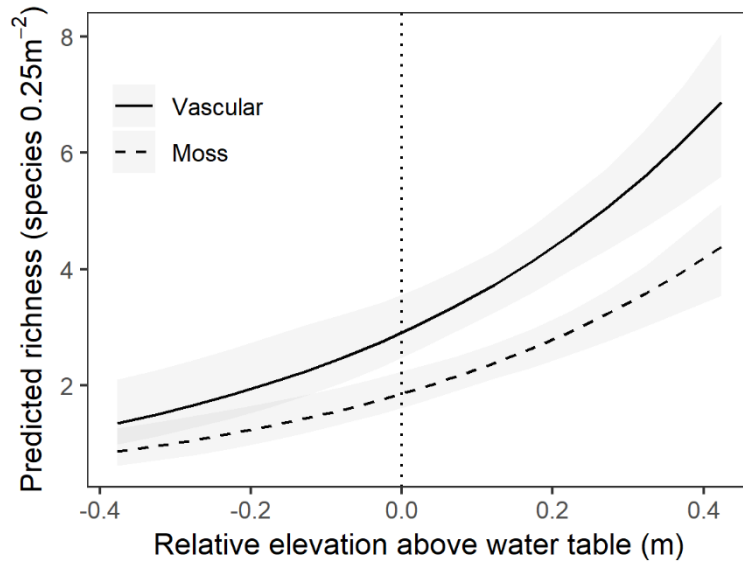 Predicted richness (species 0.25m⁻²)
8
6
4
2
Vascular
Moss
-0.4
-0.2
0.0
0.2
0.4
Relative elevation above water table (m)